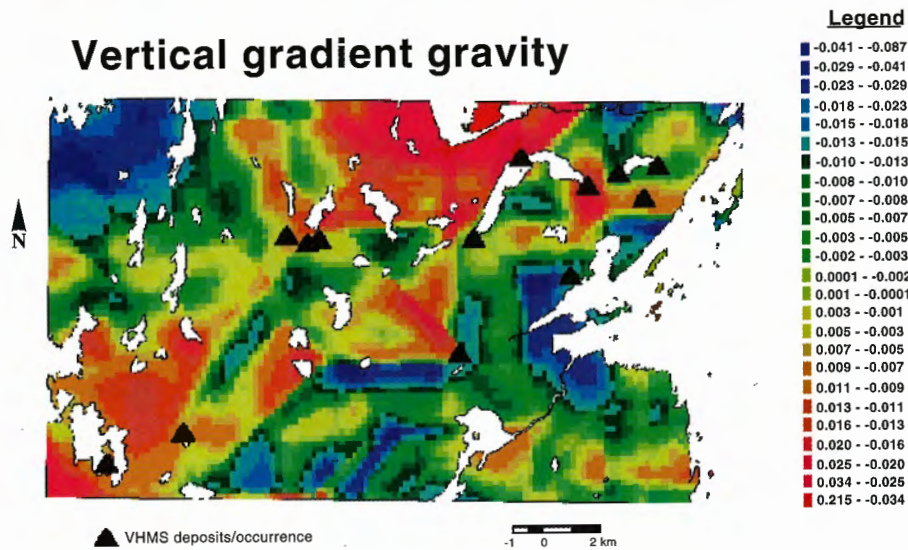 Vertical gradient gravity
Legend
-0.041 - -0.087
-0.029 - -0.041
-0.023 - -0.029
-0.018 - -0.023
-0.015 - -0.018
-0.013 - -0.015
-0.010 - -0.013
-0.008 - -0.010
-0.007 - -0.008
-0.005 - -0.007
-0.003 - -0.005
-0.002 - -0.003
0.0001 - -0.002
0.001 - -0.0001
0.003 - -0.001
0.005 - -0.003
0.007 - -0.005
0.009 - -0.007
0.011 - -0.009
0.013 - -0.011
0.016 - -0.013
0.020 - -0.016
0.025 - -0.020
0.034 - -0.025
0.215 - -0.034
N
VHMS deposits/occurrence
-1 0 2 km